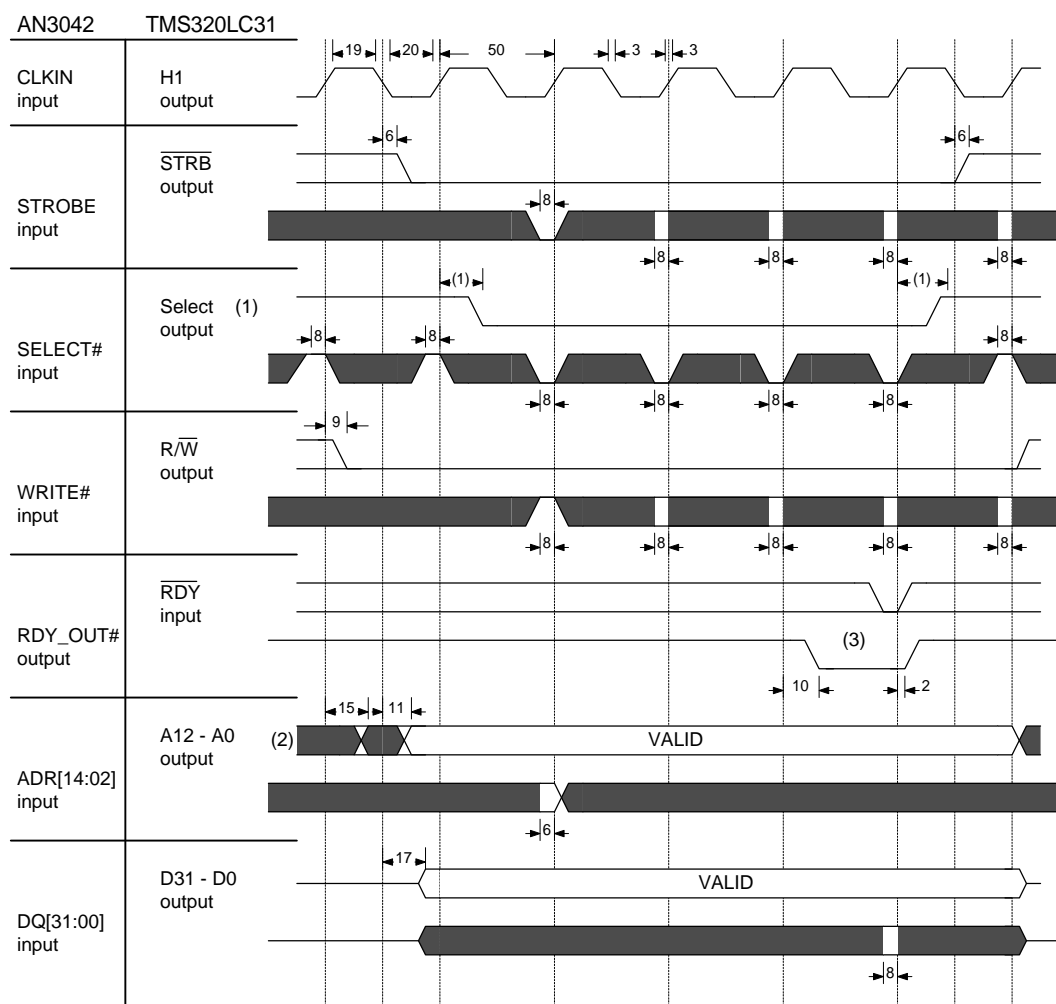 AN3042 TMS320LC31
19 20 50 3 3
CLKIN
input
H1
output
6 6
STRB
output
8
STROBE
input
8 8 8 8
(1) (1)
Select (1)
output
8 8 8
SELECT#
input
8 8 8 8
9
R/W
output
WRITE#
input
8 8 8 8 8
RDY
input
RDY_OUT#
output
(3)
10 2
15 11
A12 - A0 (2)
output
VALID
ADR[14:02]
input
6
17
D31 - D0
output
VALID
DQ[31:00]
input
8